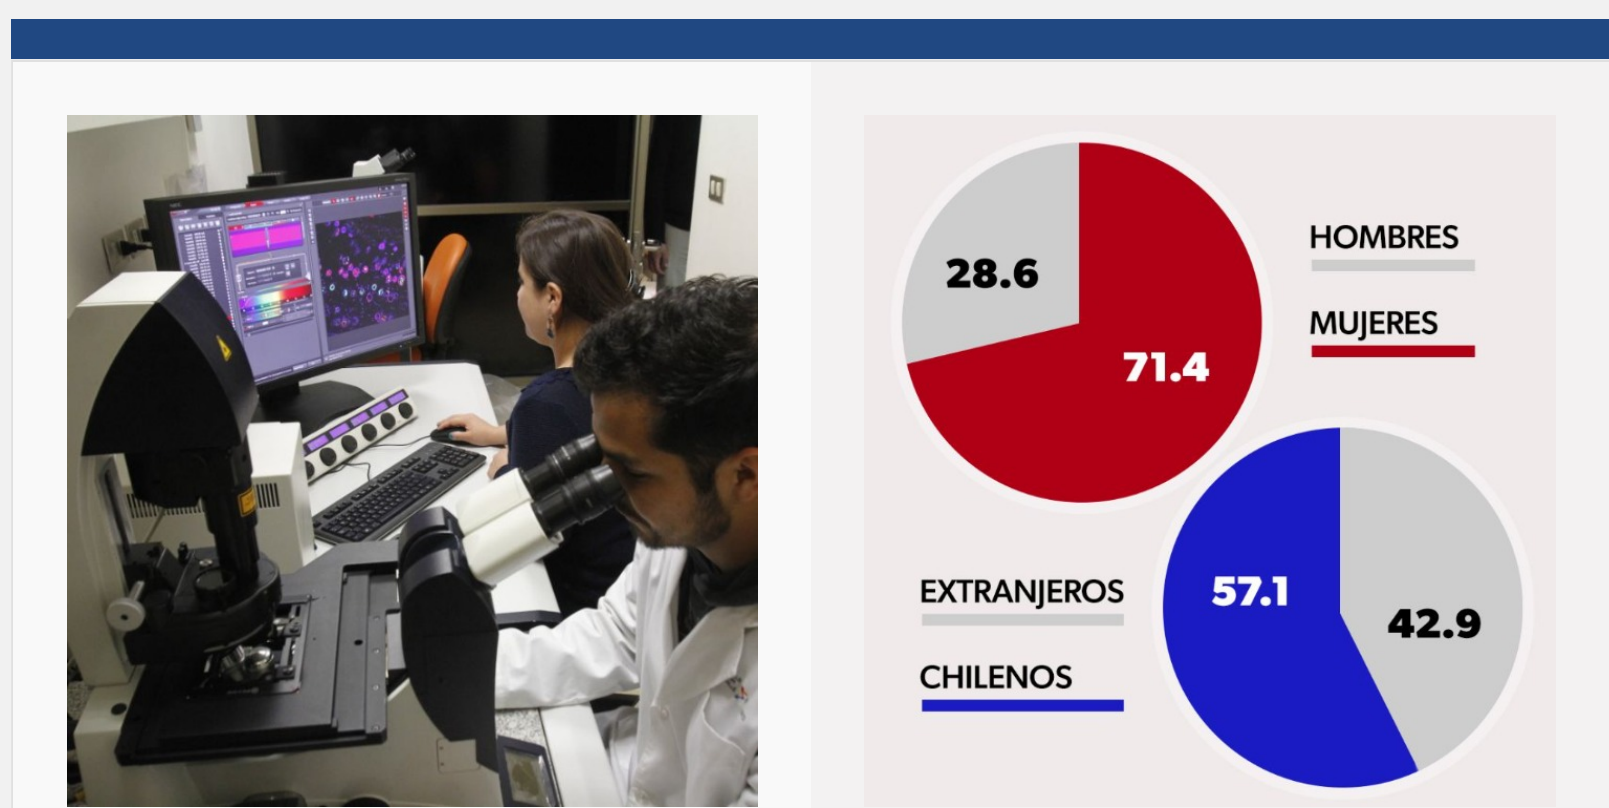 28.6
71.4
HOMBRES
MUJERES
57.1
42.9
EXTRANJEROS
CHILENOS